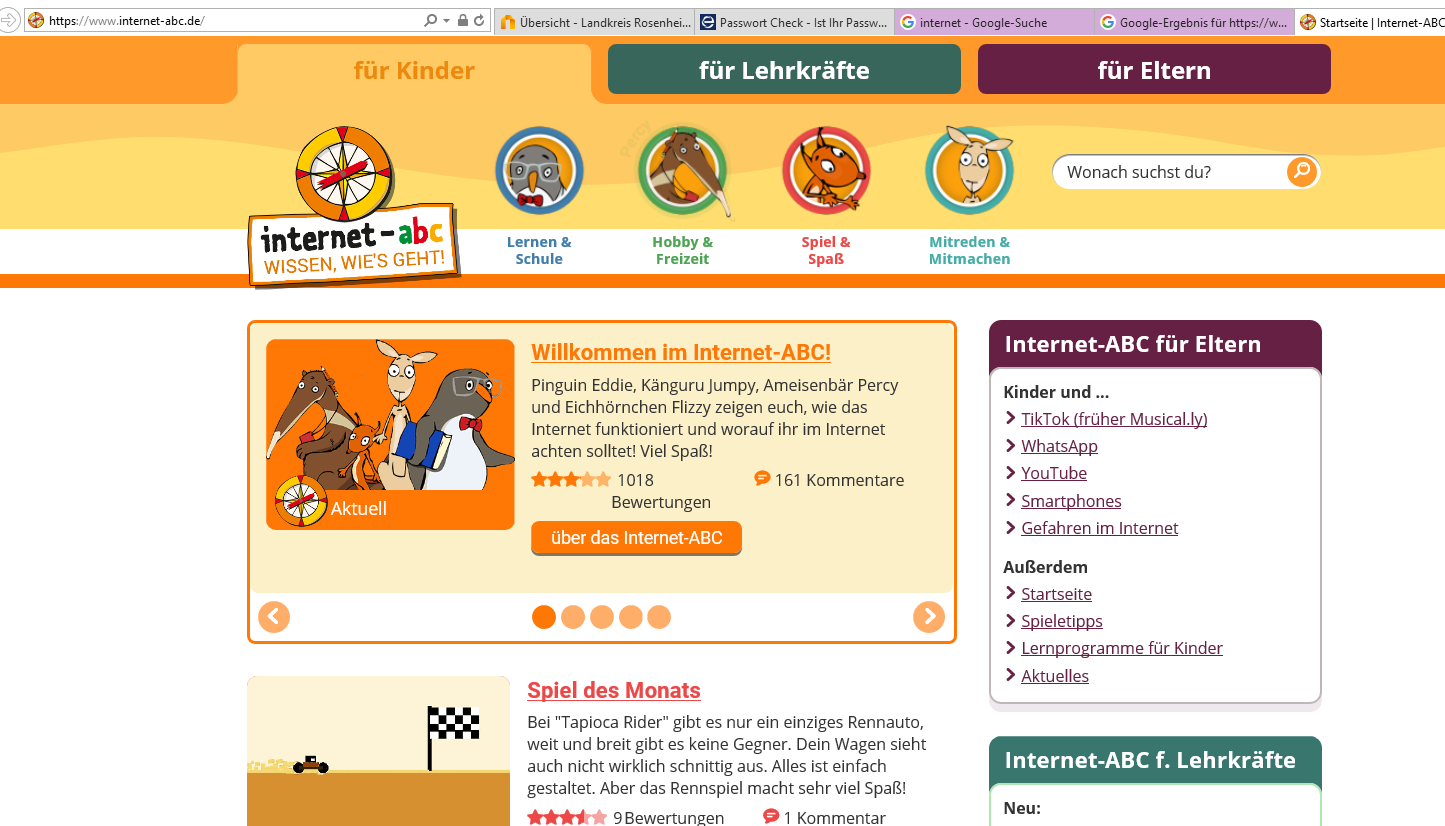 https://www.internet-abc.de/
Übersicht - Landkreis Rosenhei...
Passwort Check - Ist Ihr Passw...
internet - Google-Suche
Google-Ergebnis für https://w...
Startseite | Internet-ABC
für Kinder
für Lehrkräfte
für Eltern
Percy
internet-abc
WISSEN, WIE'S GEHT!
Lernen &
Schule
Hobby &
Freizeit
Spiel &
Spaß
Mitreden &
Mitmachen
Wonach suchst du?
Aktuell
Willkommen im Internet-ABC!
Pinguin Eddie, Känguru Jumpy, Ameisenbär Percy
und Eichhörnchen Flizzy zeigen euch, wie das
Internet funktioniert und worauf ihr im Internet
achten solltet! Viel Spaß!
1018
Bewertungen
161 Kommentare
über das Internet-ABC
Spiel des Monats
Bei "Tapioca Rider" gibt es nur ein einziges Rennauto,
weit und breit gibt es keine Gegner. Dein Wagen sieht
auch nicht wirklich schnittig aus. Alles ist einfach
gestaltet. Aber das Rennspiel macht sehr viel Spaß!
9 Bewertungen
1 Kommentar
Internet-ABC für Eltern
Kinder und ...
TikTok (früher Musical.ly)
WhatsApp
YouTube
Smartphones
Gefahren im Internet
Außerdem
Startseite
Spieletipps
Lernprogramme für Kinder
Aktuelles
Internet-ABC f. Lehrkräfte
Neu: